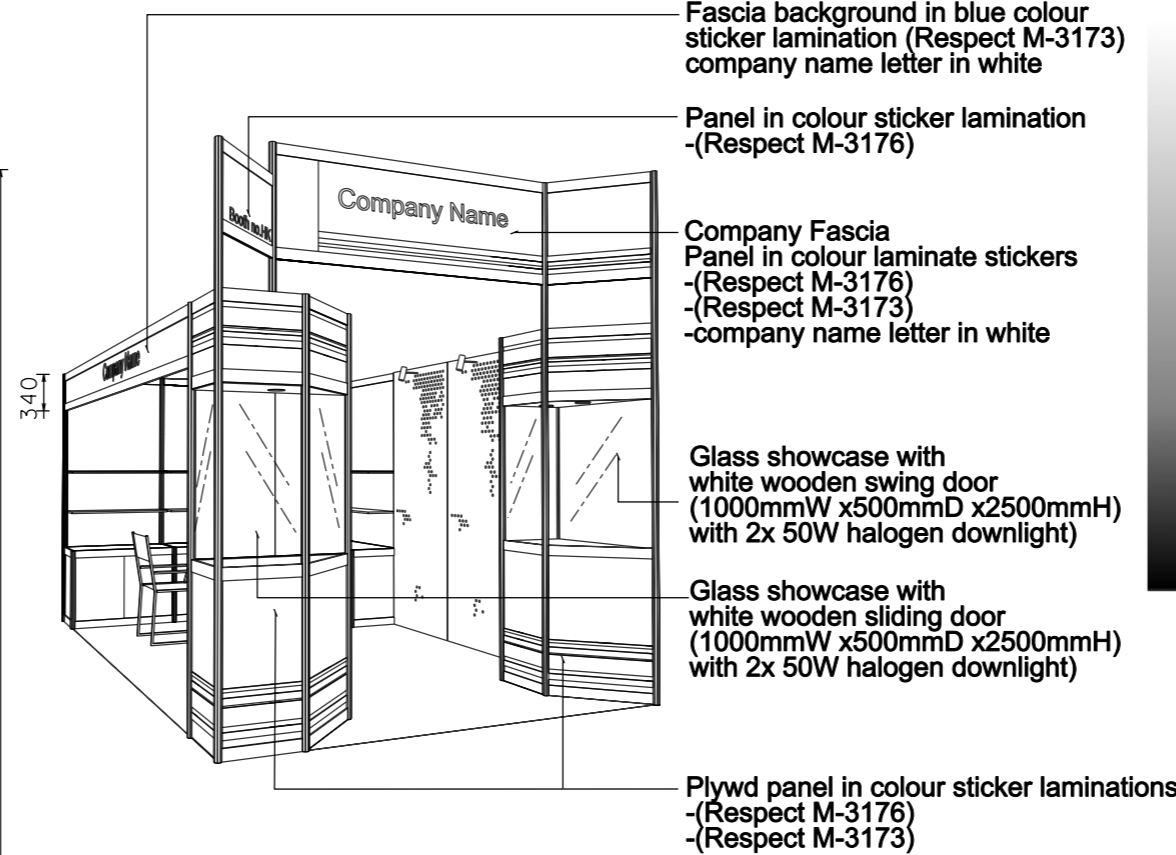 Fascia background in blue colour
sticker lamination (Respect M-3173)
company name letter in white
Panel in colour sticker lamination
-(Respect M-3176)
Company Name
Booth no.HK
Company Fascia
Panel in colour laminate stickers
-(Respect M-3176)
-(Respect M-3173)
-company name letter in white
Company Name
340
Glass showcase with
white wooden swing door
(1000mmW x500mmD x2500mmH)
with 2x 50W halogen downlight)
Glass showcase with
white wooden sliding door
(1000mmW x500mmD x2500mmH)
with 2x 50W halogen downlight)
Plywd panel in colour sticker laminations
-(Respect M-3176)
-(Respect M-3173)